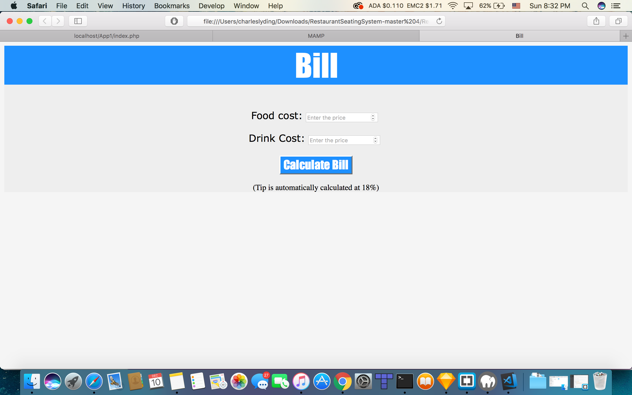 Safari File Edit View History Bookmarks Develop Window Help ADA $0.110 EMC2 $1.71 62% Sun 8:32 PM
file:///Users/charleslyding/Downloads/RestaurantSeatingSystem-master%204/Re
localhost/App1/index.php MAMP Bill
Bill
Food cost: Enter the price
Drink Cost: Enter the price
Calculate Bill
(Tip is automatically calculated at 18%)
10